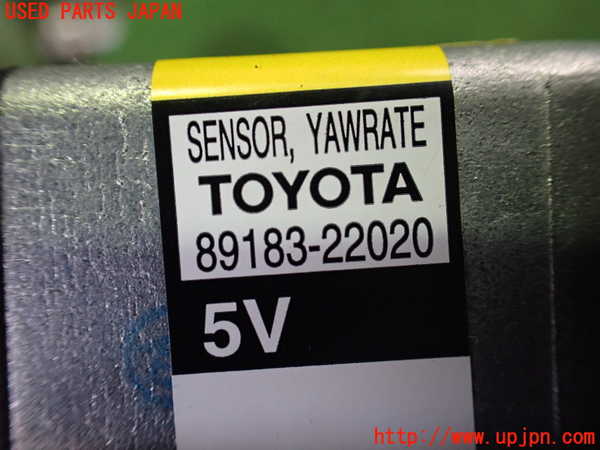 USED PARTS JAPAN
SENSOR, YAWRATE
TOYOTA
89183-22020
5V
http://www.upjpn.com/